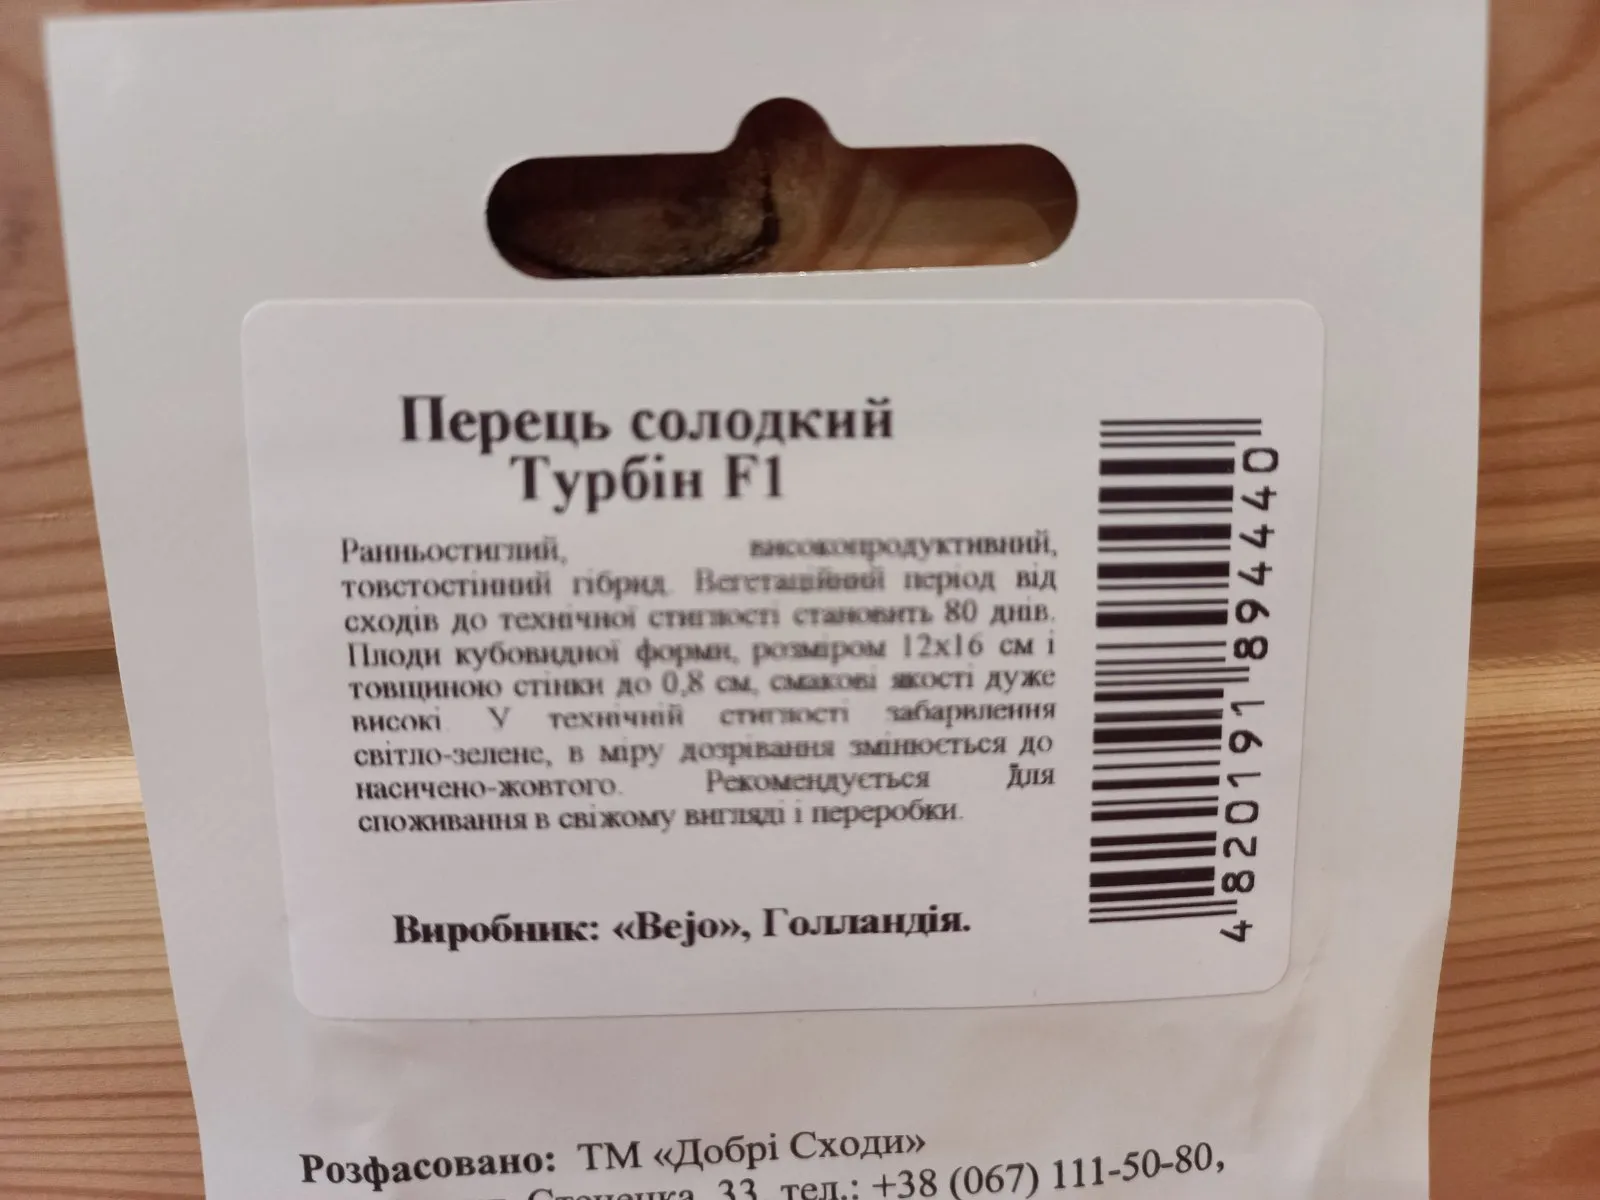 Перець солодкий
Турбін F1
Ранньостиглий, високопродуктивний,
товстостінний гібрид. Вегетаційний період від
сходів до технічної стиглості становить 80 днів.
Плоди кубовидної форми, розміром 12х16 см і
товщиною стінки до 0,8 см, смакові якості дуже
високі. У технічній стиглості забарвлення
світло-зелене, в міру дозрівання змінюється до
насичено-жовтого. Рекомендується для
споживання в свіжому вигляді і переробки.
Виробник: «Bejo», Голландія.
4820191894440
Розфасовано: ТМ «Добрі Сходи»
33, тел.: +38 (067) 111-50-80,